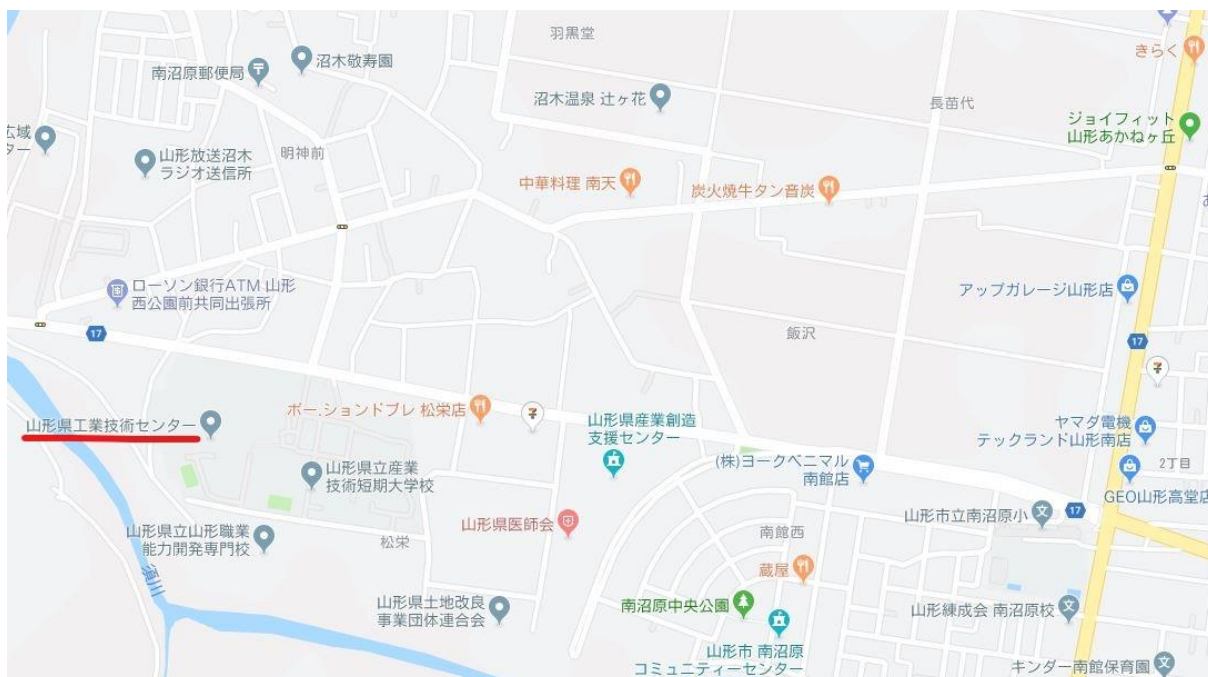 羽黒堂
きらく
南沼原郵便局
沼木敬寿園
沼木温泉 辻ヶ花
長苗代
ジョイフィット
山形あかねヶ丘
広域
ター
山形放送沼木
ラジオ送信所
明神前
中華料理 南天
炭火焼牛タン音炭
あ
ローソン銀行ATM 山形
西公園前共同出張所
アップガレージ山形店
17
飯沢
17
山形県工業技術センター
ボー.ションドブレ 松栄店
山形県産業創造
支援センター
ヤマダ電機
テックランド山形南店
(株)ヨークベニマル
南館店
2丁目
GEO山形高堂店
山形県立産業
技術短期大学校
山形市立南沼原小
17
山形県医師会
山形県立山形職業
能力開発専門校
松栄
南館西
須川
蔵屋
山形県土地改良
事業団体連合会
南沼原中央公園
山形練成会 南沼原校
山形市 南沼原
コミュニティーセンター
キンダー南館保育園